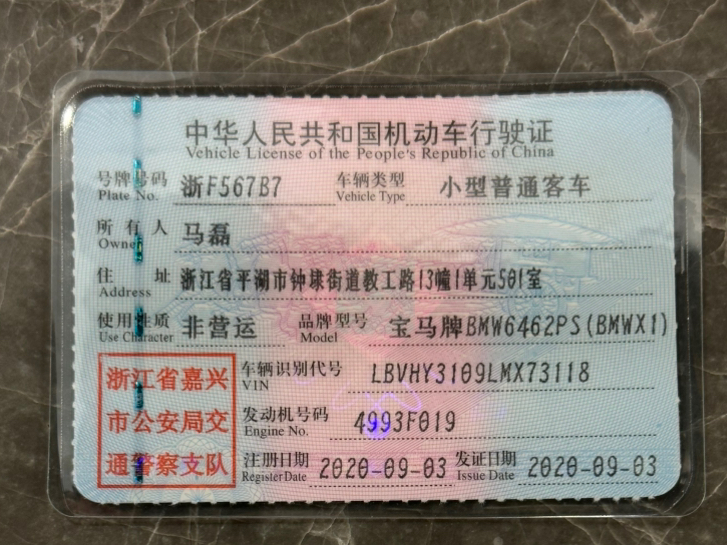 中华人民共和国机动车行驶证
Vehicle License of the People's Republic of China
号牌号码 浙F567B7 车辆类型 小型普通客车
Plate No. Vehicle Type
所有人 马磊
Owner
住址 浙江省平湖市钟埭街道教工路13幢1单元501室
Address
使用性质 非营运 品牌型号 宝马牌BMW6462PS(BMWX1)
Use Character Model
浙江省嘉兴
市公安局交
通警察支队
车辆识别代号 LBVHY3109LMX73118
VIN
发动机号码 4993F019
Engine No.
注册日期 2020-09-03 发证日期 2020-09-03
Register Date Issue Date